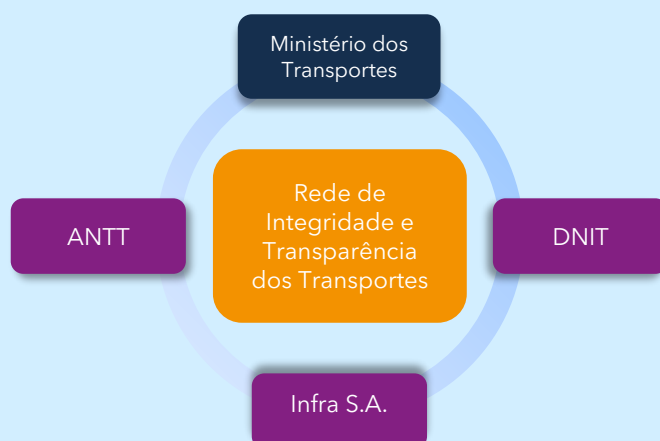 Ministério dos
Transportes
Rede de
Integridade e
Transparência
dos Transportes
ANTT
DNIT
Infra S.A.